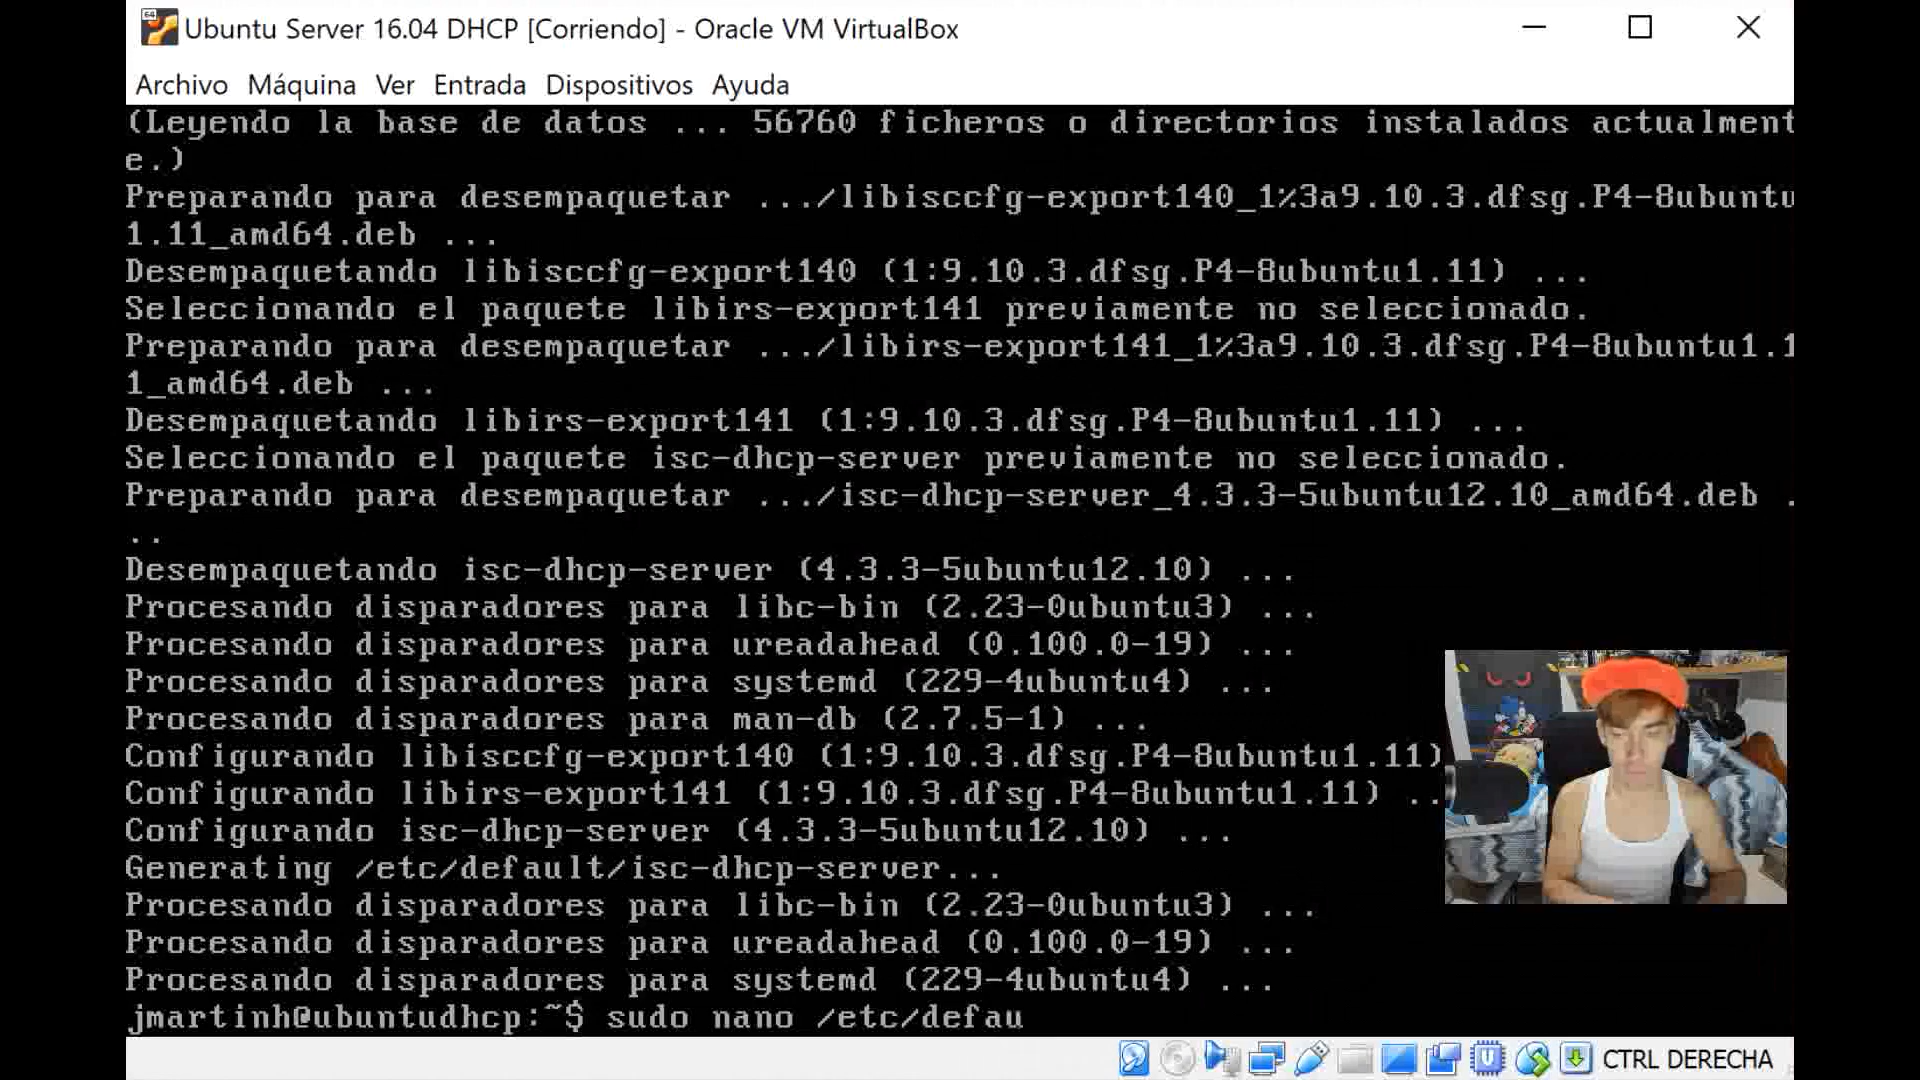 Ubuntu Server 16.04 DHCP [Corriendo] - Oracle VM VirtualBox
Archivo Máquina Ver Entrada Dispositivos Ayuda
(Leyendo la base de datos ... 56760 ficheros o directorios instalados actualment
e.)
Preparando para desempaquetar .../libisccfg-export140_1%3a9.10.3.dfsg.P4-8ubuntu
1.11_amd64.deb ...
Desempaquetando libisccfg-export140 (1:9.10.3.dfsg.P4-8ubuntu1.11) ...
Seleccionando el paquete libirs-export141 previamente no seleccionado.
Preparando para desempaquetar .../libirs-export141_1%3a9.10.3.dfsg.P4-8ubuntu1.1
1_amd64.deb ...
Desempaquetando libirs-export141 (1:9.10.3.dfsg.P4-8ubuntu1.11) ...
Seleccionando el paquete isc-dhcp-server previamente no seleccionado.
Preparando para desempaquetar .../isc-dhcp-server_4.3.3-5ubuntu12.10_amd64.deb .
..
Desempaquetando isc-dhcp-server (4.3.3-5ubuntu12.10) ...
Procesando disparadores para libc-bin (2.23-0ubuntu3) ...
Procesando disparadores para ureadahead (0.100.0-19) ...
Procesando disparadores para systemd (229-4ubuntu4) ...
Procesando disparadores para man-db (2.7.5-1) ...
Configurando libisccfg-export140 (1:9.10.3.dfsg.P4-8ubuntu1.11)
Configurando libirs-export141 (1:9.10.3.dfsg.P4-8ubuntu1.11) ..
Configurando isc-dhcp-server (4.3.3-5ubuntu12.10) ...
Generating /etc/default/isc-dhcp-server...
Procesando disparadores para libc-bin (2.23-0ubuntu3) ...
Procesando disparadores para ureadahead (0.100.0-19) ...
Procesando disparadores para systemd (229-4ubuntu4) ...
jmartinh@ubuntudhcp:~$ sudo nano /etc/defau
CTRL DERECHA